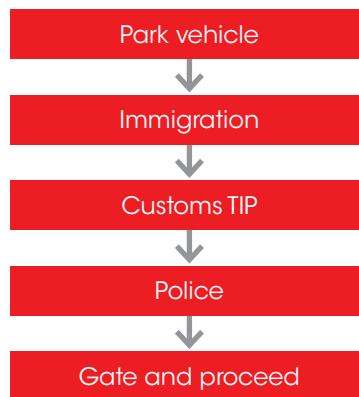 Park vehicle
Immigration
Customs TIP
Police
Gate and proceed